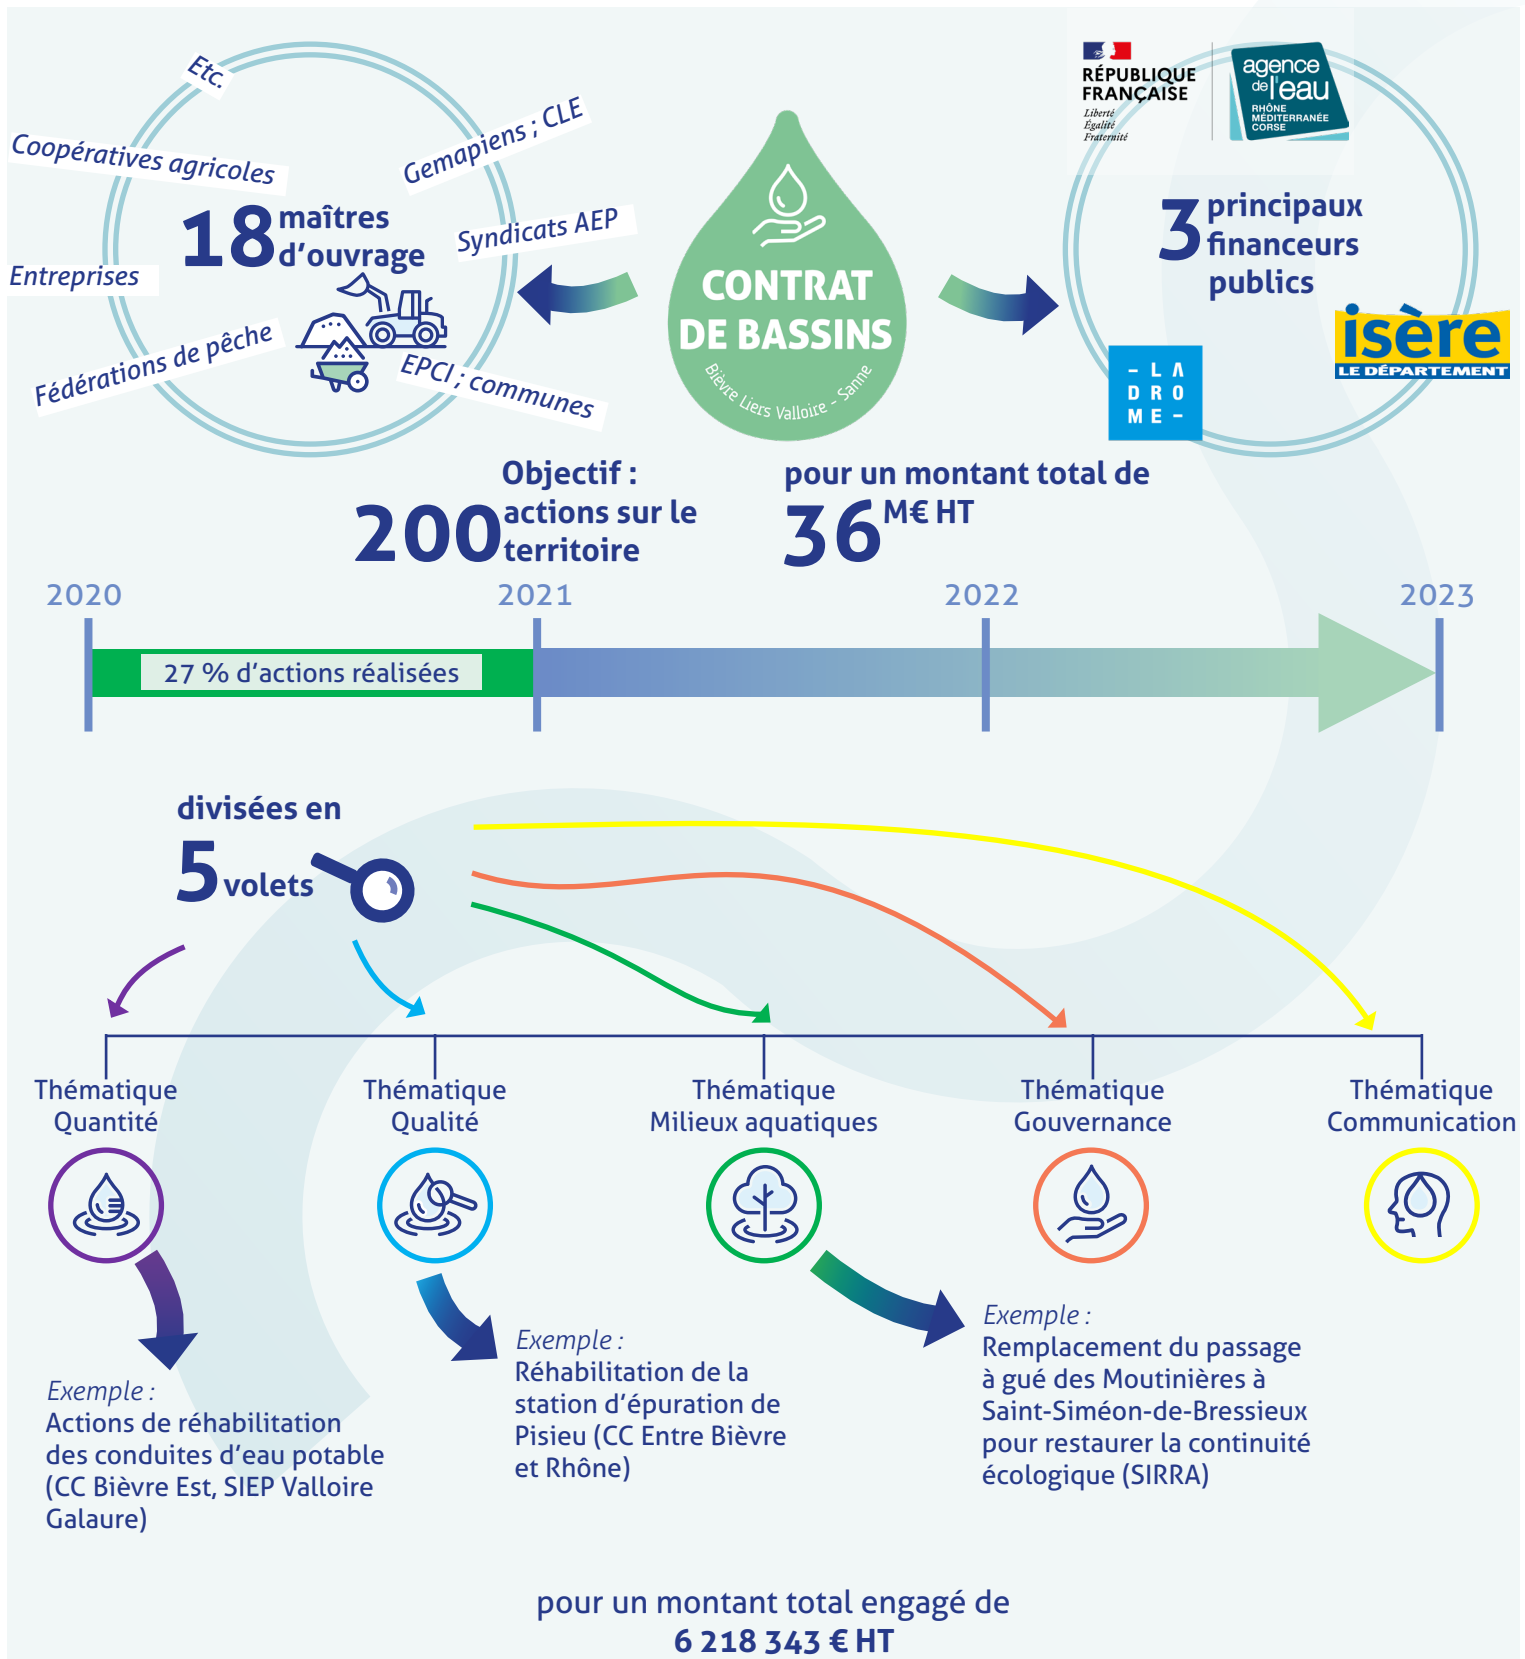 Etc.
Coopératives agricoles
Gemapiens ; CLE
18 maîtres
d’ouvrage
Syndicats AEP
Entreprises
Fédérations de pêche
EPCI ; communes
CONTRAT
DE BASSINS
Bièvre Liers Valloire - Sanne
RÉPUBLIQUE
FRANÇAISE
Liberté
Égalité
Fraternité
agence
de l'eau
RHÔNE
MÉDITERRANÉE
CORSE
3 principaux
financeurs
publics
isère
LE DÉPARTEMENT
– LA
DRO
ME –
Objectif :
200 actions sur le
territoire
pour un montant total de
36 M€ HT
2020
2021
2022
2023
27 % d’actions réalisées
divisées en
5 volets
Thématique
Quantité
Thématique
Qualité
Thématique
Milieux aquatiques
Thématique
Gouvernance
Thématique
Communication
Exemple :
Actions de réhabilitation
des conduites d’eau potable
(CC Bièvre Est, SIEP Valloire
Galaure)
Exemple :
Réhabilitation de la
station d’épuration de
Pisieu (CC Entre Bièvre
et Rhône)
Exemple :
Remplacement du passage
à gué des Moutinières à
Saint-Siméon-de-Bressieux
pour restaurer la continuité
écologique (SIRRA)
pour un montant total engagé de
6 218 343 € HT